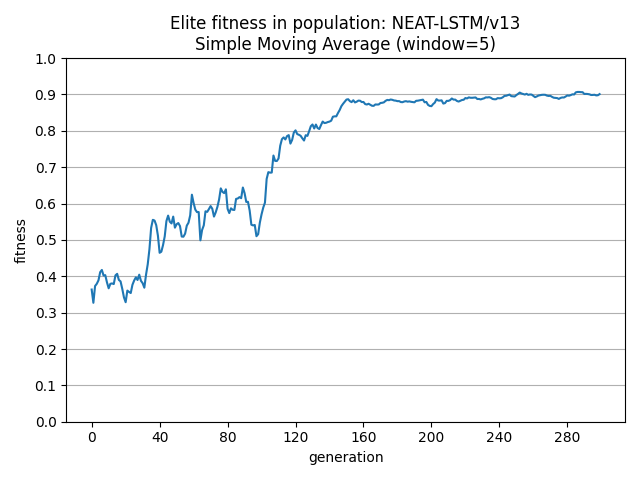 Elite fitness in population: NEAT-LSTM/v13
Simple Moving Average (window=5)
1.0
0.9
0.8
0.7
0.6
0.5
0.4
0.3
0.2
0.1
0.0
fitness
0 40 80 120 160 200 240 280
generation